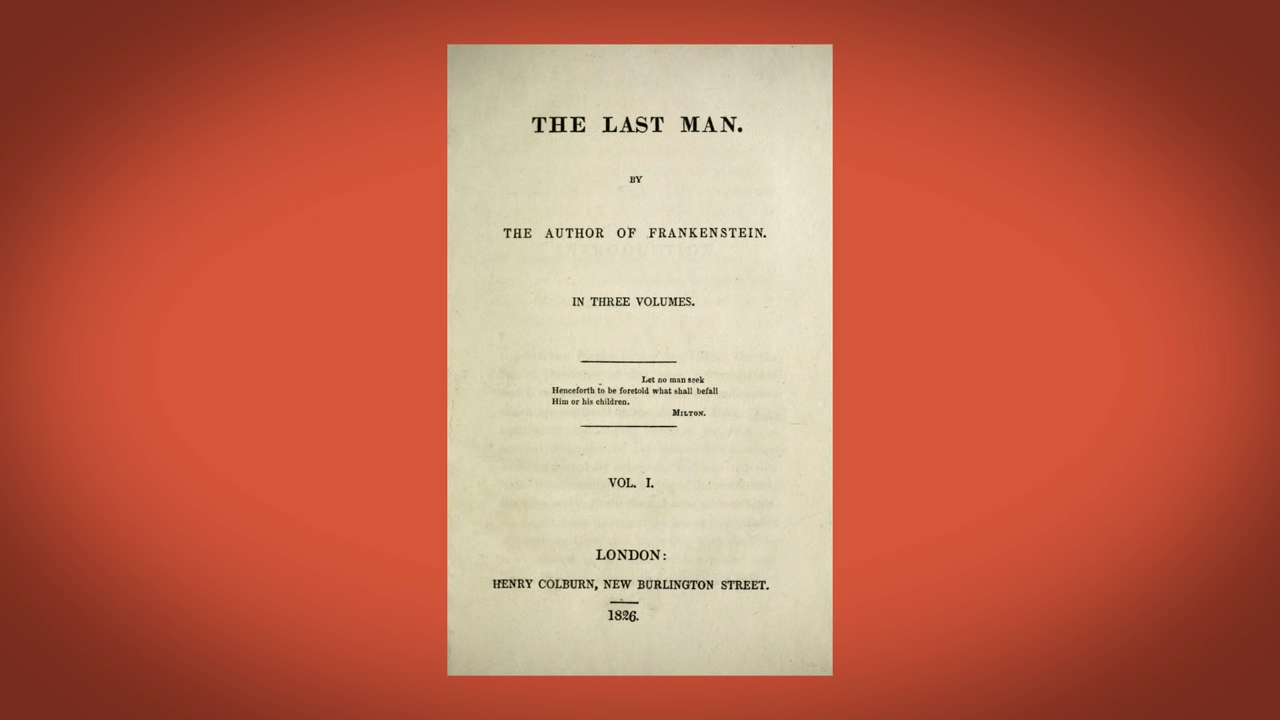 THE LAST MAN.
BY
THE AUTHOR OF FRANKENSTEIN.
IN THREE VOLUMES.
Let no man seek
Henceforth to be foretold what shall befall
Him or his children.
MILTON.
VOL. I.
LONDON:
HENRY COLBURN, NEW BURLINGTON STREET.
1826.